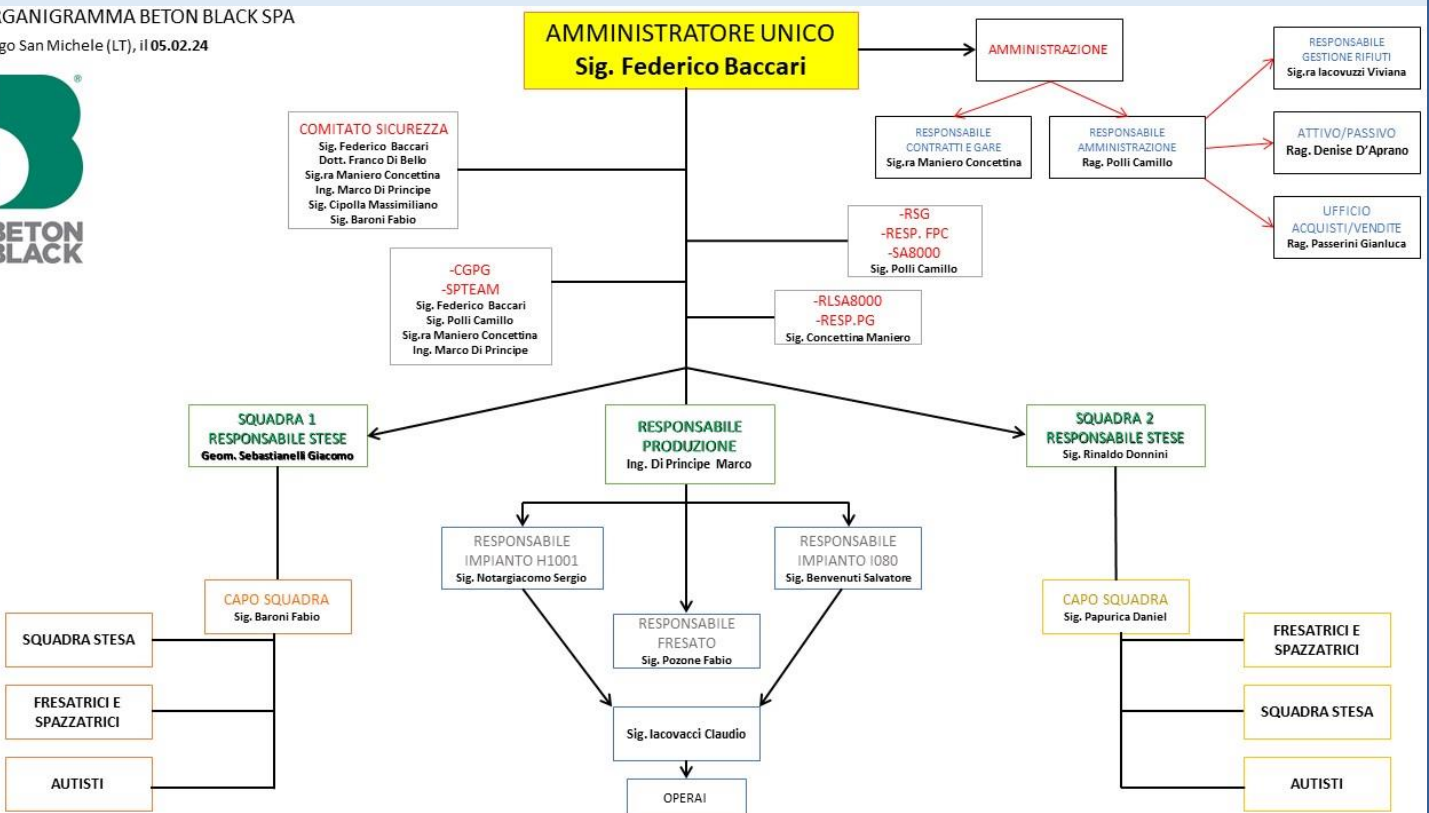 RGANIGRAMMA BETON BLACK SPA
go San Michele (LT), il 05.02.24
®
BETON
BLACK
AMMINISTRATORE UNICO
Sig. Federico Baccari
AMMINISTRAZIONE
RESPONSABILE
GESTIONE RIFIUTI
Sig.ra Iacovuzzi Viviana
RESPONSABILE
CONTRATTI E GARE
Sig.ra Maniero Concettina
RESPONSABILE
AMMINISTRAZIONE
Rag. Polli Camillo
ATTIVO/PASSIVO
Rag. Denise D'Aprano
UFFICIO
ACQUISTI/VENDITE
Rag. Passerini Gianluca
COMITATO SICUREZZA
Sig. Federico Baccari
Dott. Franco Di Bello
Sig.ra Maniero Concettina
Ing. Marco Di Principe
Sig. Cipolla Massimiliano
Sig. Baroni Fabio
-RSG
-RESP. FPC
-SA8000
Sig. Polli Camillo
-CGPG
-SPTEAM
Sig. Federico Baccari
Sig. Polli Camillo
Sig.ra Maniero Concettina
Ing. Marco Di Principe
-RLSA8000
-RESP.PG
Sig. Concettina Maniero
SQUADRA 1
RESPONSABILE STESE
Geom. Sebastianelli Giacomo
RESPONSABILE
PRODUZIONE
Ing. Di Principe Marco
SQUADRA 2
RESPONSABILE STESE
Sig. Rinaldo Donnini
RESPONSABILE
IMPIANTO H1001
Sig. Notargiacomo Sergio
RESPONSABILE
IMPIANTO I080
Sig. Benvenuti Salvatore
RESPONSABILE
FRESATO
Sig. Pozone Fabio
Sig. Iacovacci Claudio
OPERAI
CAPO SQUADRA
Sig. Baroni Fabio
SQUADRA STESA
FRESATRICI E
SPAZZATRICI
AUTISTI
CAPO SQUADRA
Sig. Papurica Daniel
FRESATRICI E
SPAZZATRICI
SQUADRA STESA
AUTISTI